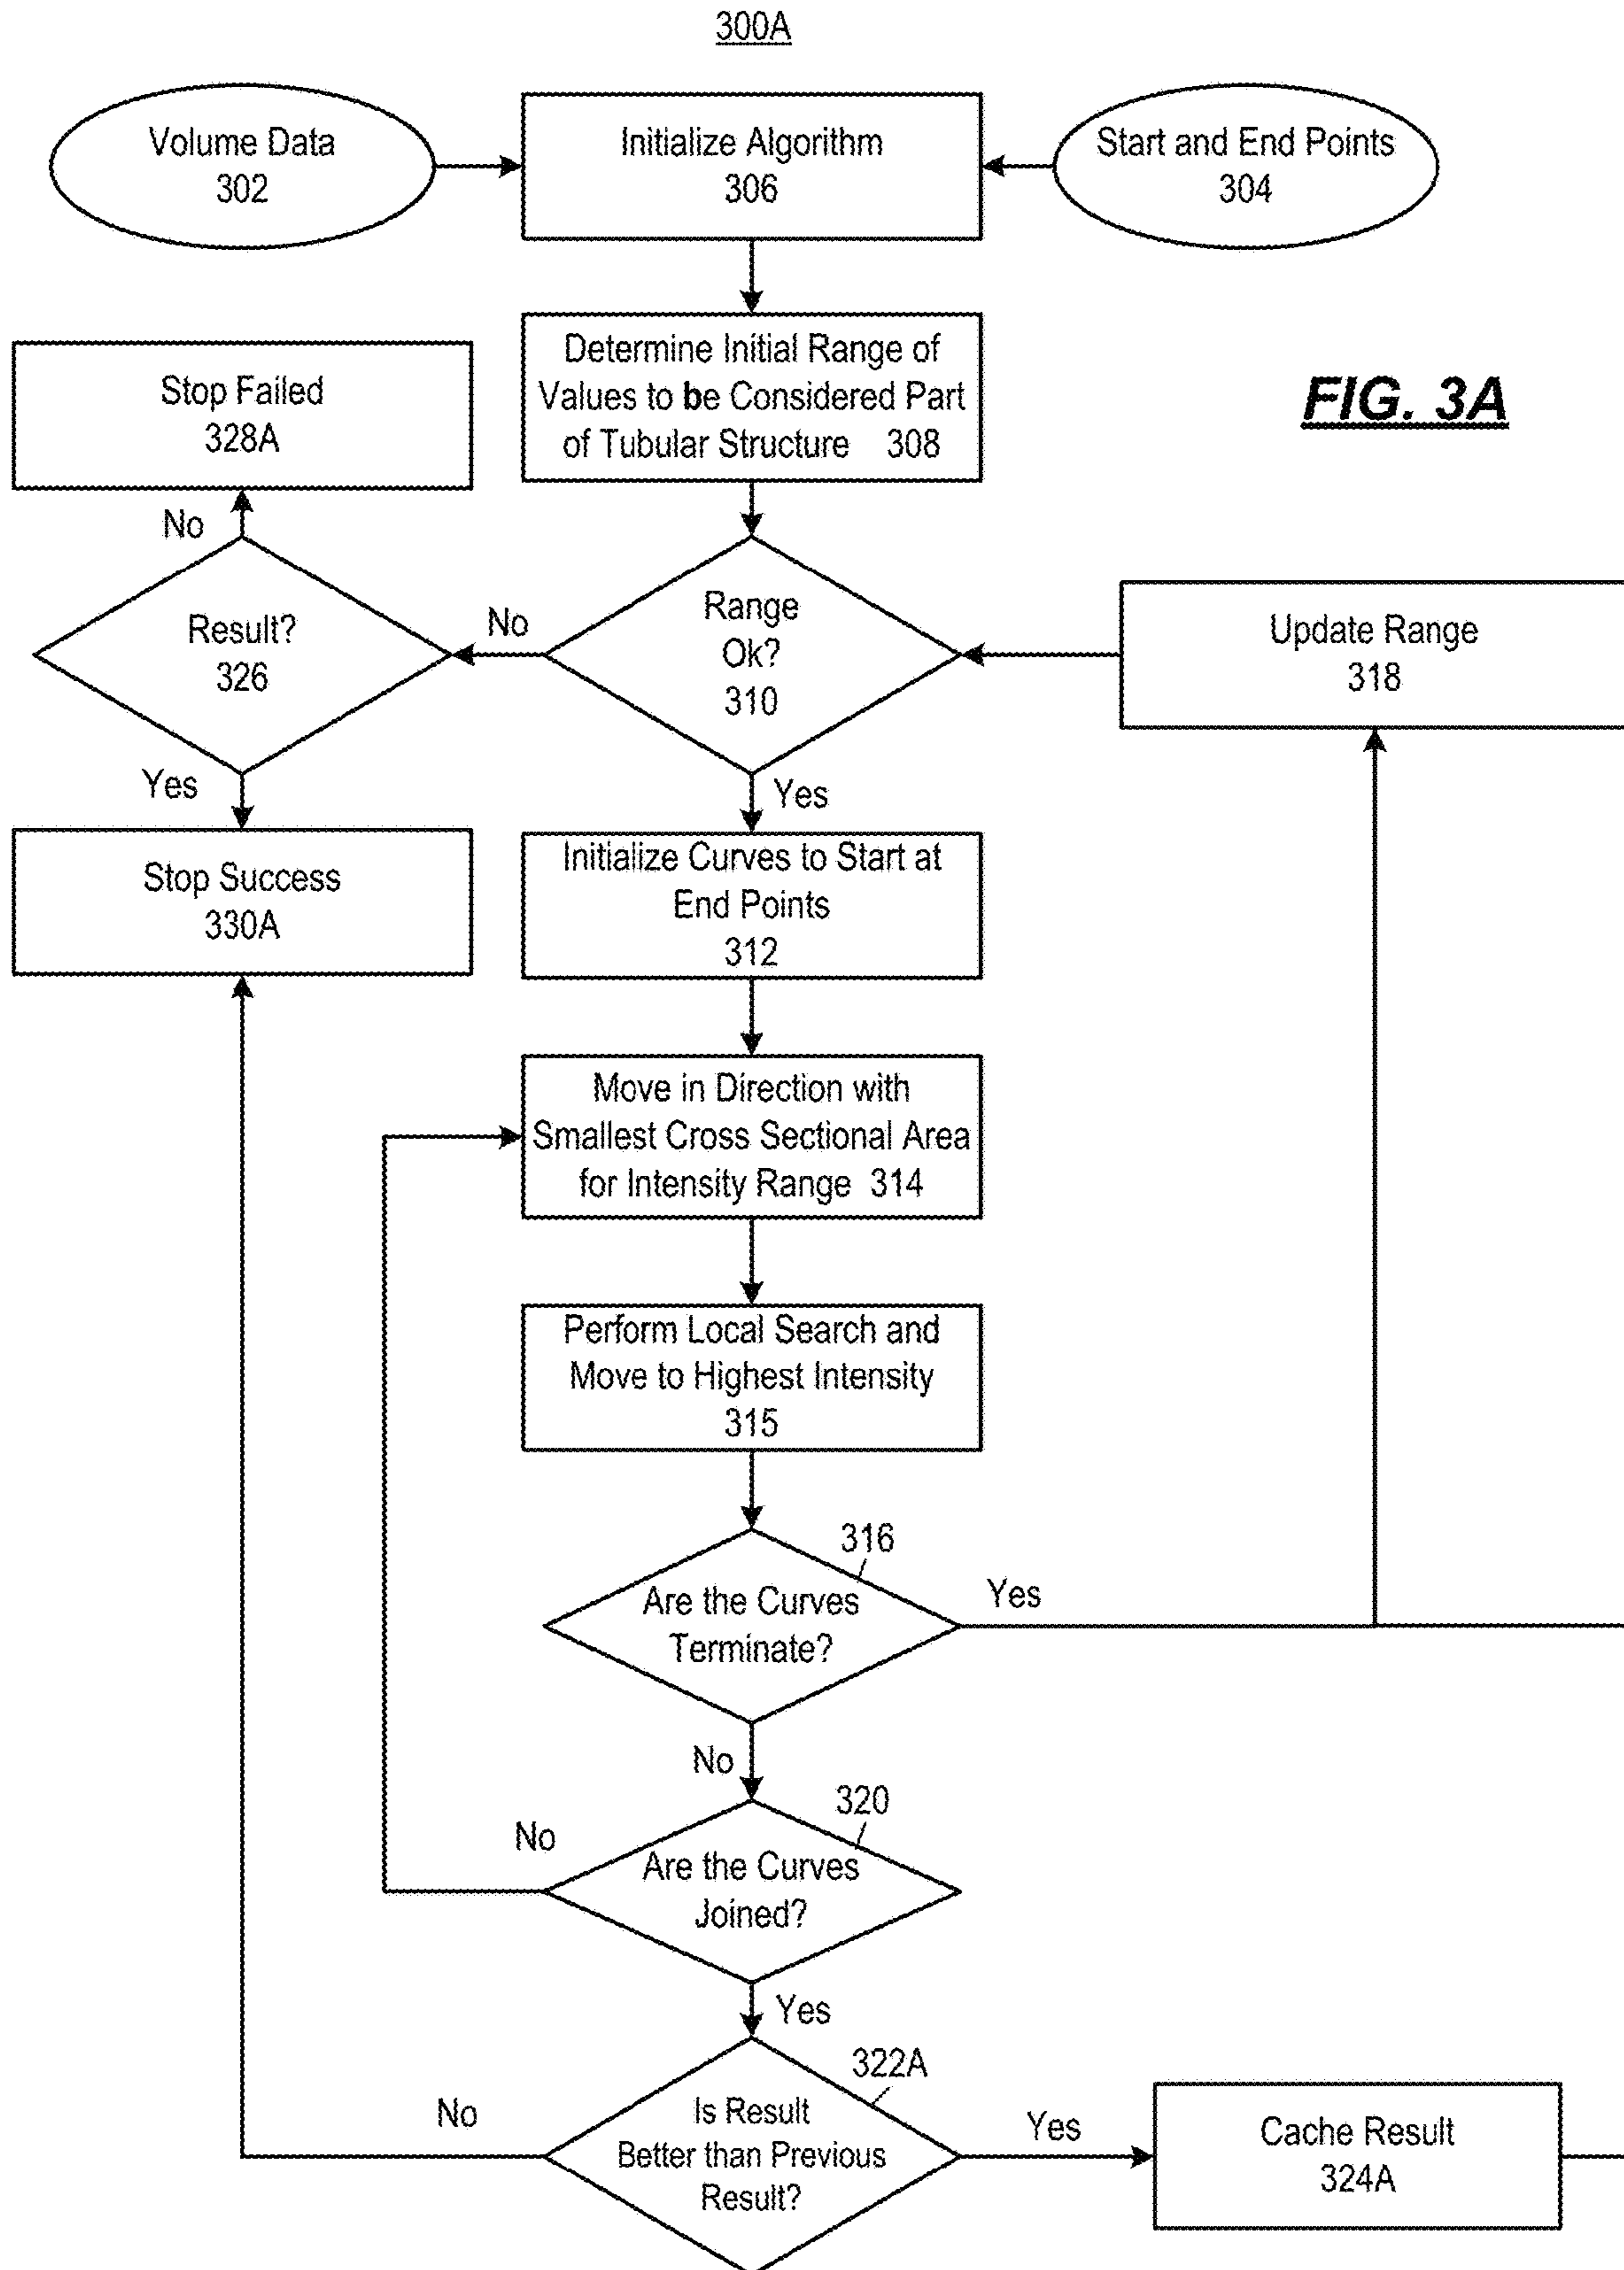 300A
Volume Data
302
Initialize Algorithm
306
Start and End Points
304
Determine Initial Range of
Values to be Considered Part
of Tubular Structure 308
FIG. 3A
Stop Failed
328A
No
Result?
326
No
Range
Ok?
310
Update Range
318
Yes
Yes
Stop Success
330A
Initialize Curves to Start at
End Points
312
Move in Direction with
Smallest Cross Sectional Area
for Intensity Range 314
Perform Local Search and
Move to Highest Intensity
315
316
Are the Curves
Terminate?
Yes
No
320
No
Are the Curves
Joined?
Yes
322A
No
Is Result
Better than Previous
Result?
Yes
Cache Result
324A